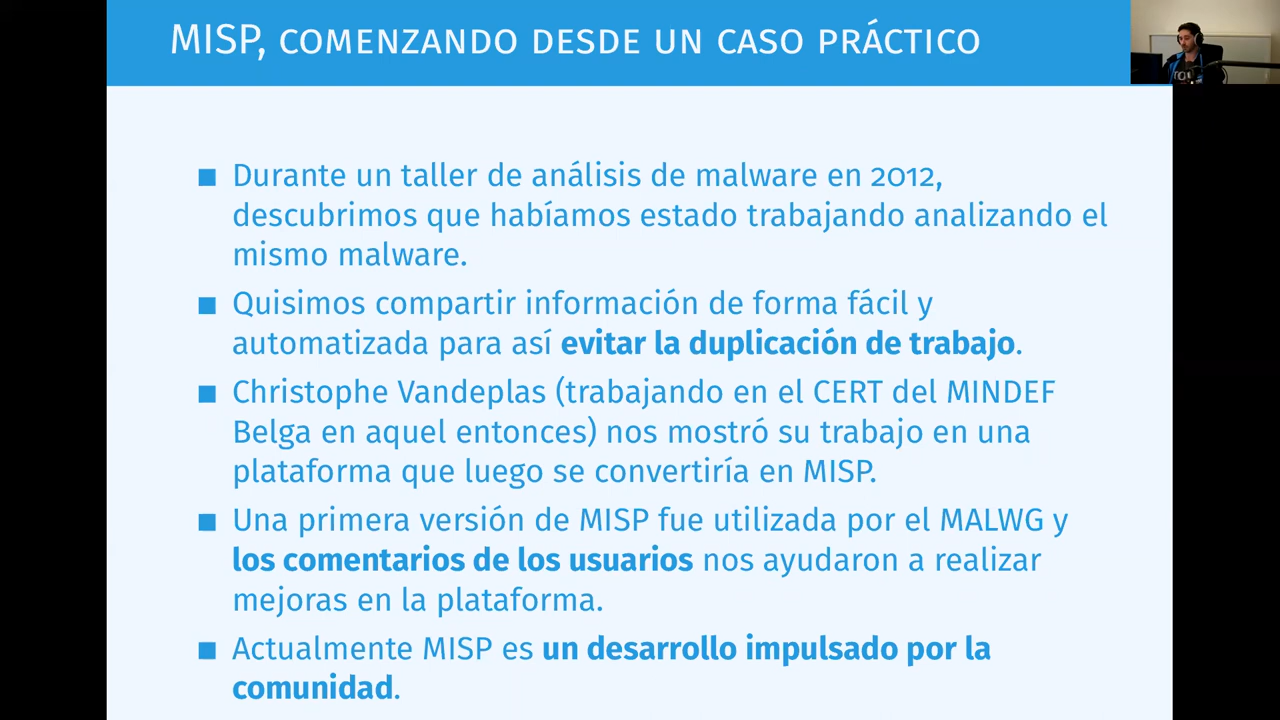 MISP, COMENZANDO DESDE UN CASO PRÁCTICO
■ Durante un taller de análisis de malware en 2012,
descubrimos que habíamos estado trabajando analizando el
mismo malware.
■ Quisimos compartir información de forma fácil y
automatizada para así evitar la duplicación de trabajo.
■ Christophe Vandeplas (trabajando en el CERT del MINDEF
Belga en aquel entonces) nos mostró su trabajo en una
plataforma que luego se convertiría en MISP.
■ Una primera versión de MISP fue utilizada por el MALWG y
los comentarios de los usuarios nos ayudaron a realizar
mejoras en la plataforma.
■ Actualmente MISP es un desarrollo impulsado por la
comunidad.